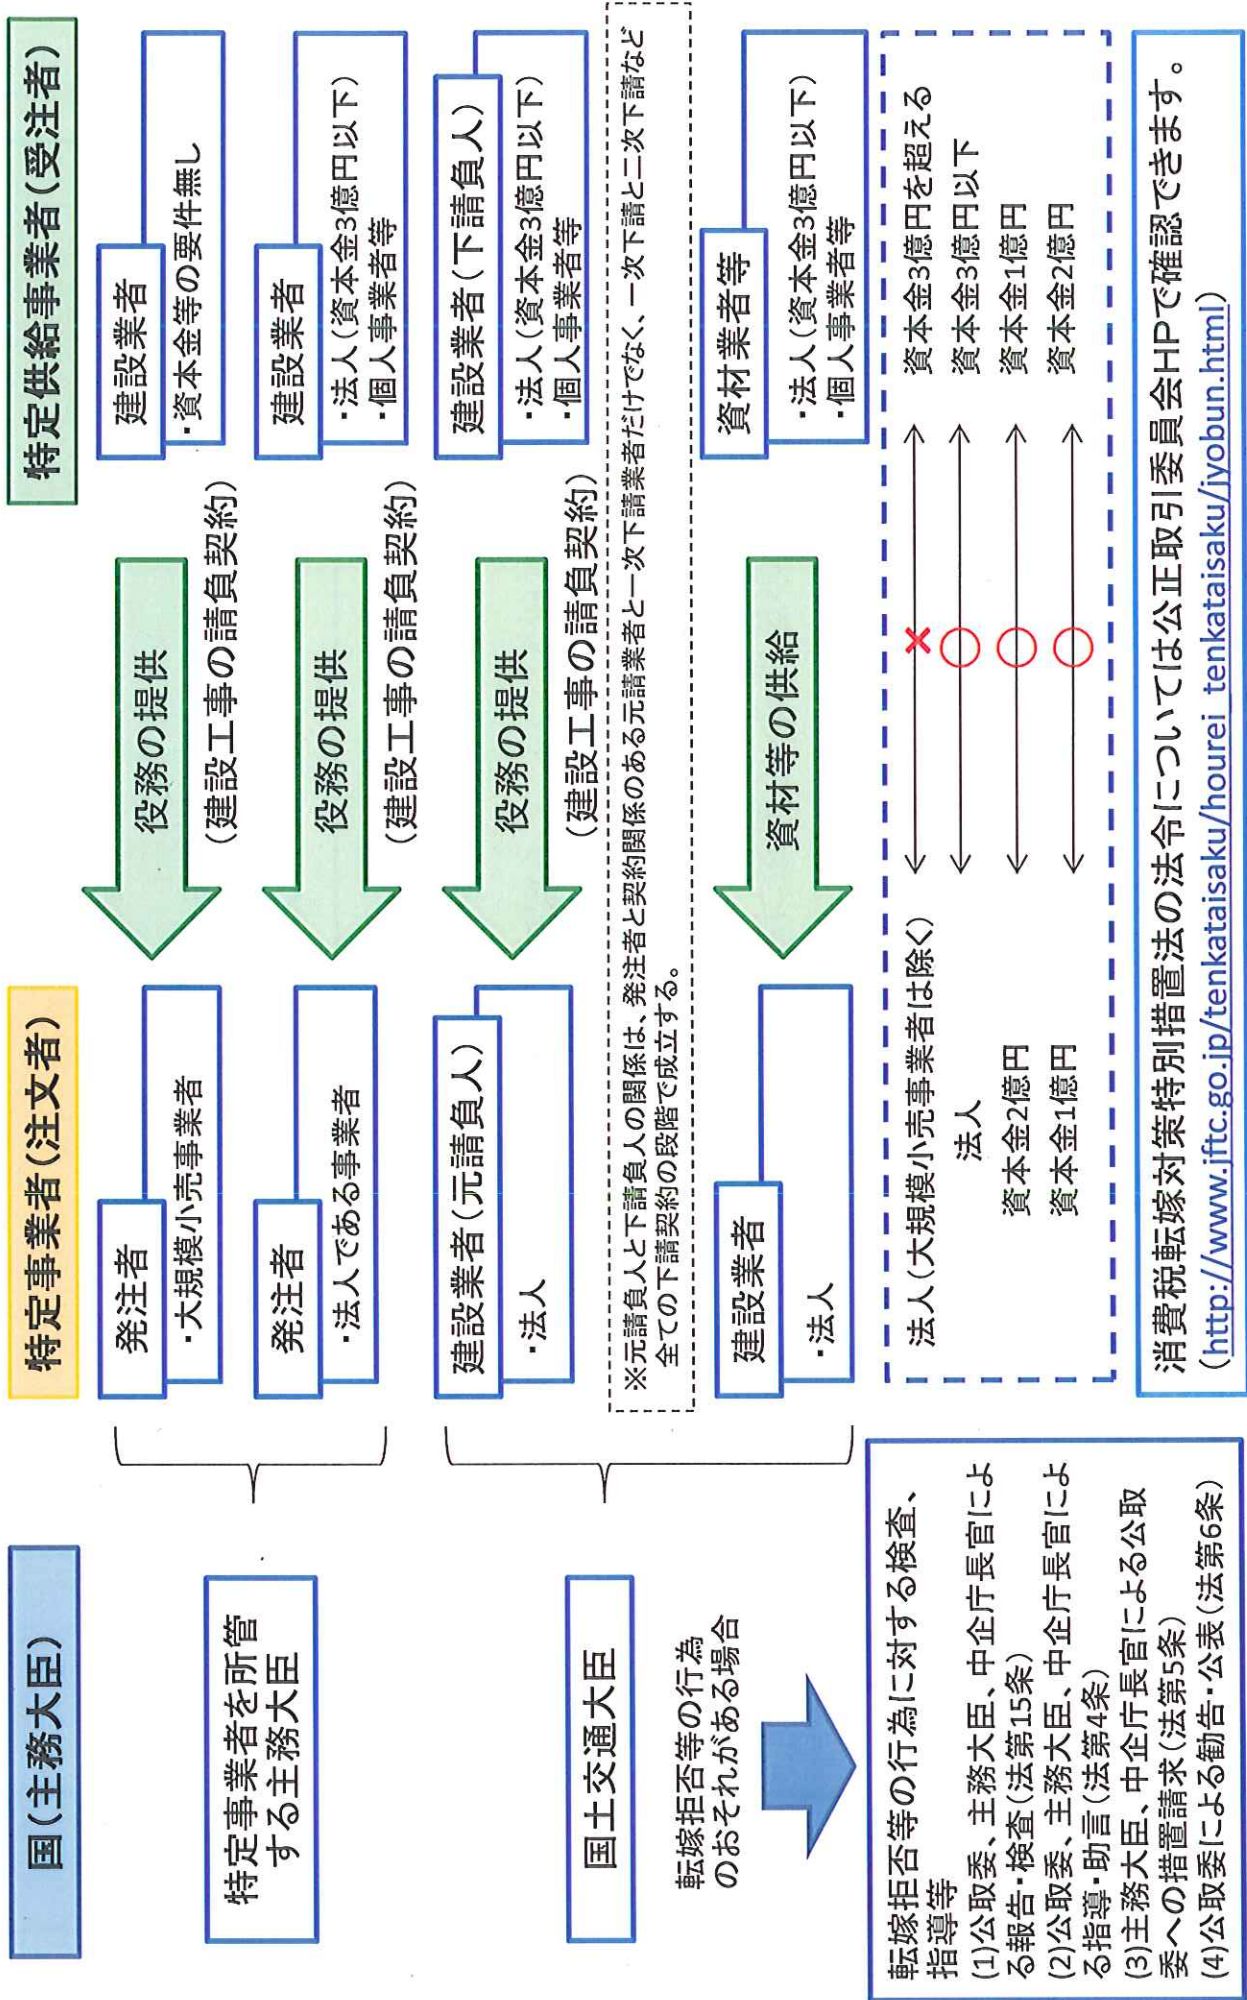 国(主務大臣)
特定事業者を所管
する主務大臣
国土交通大臣
転嫁拒否等の行為
のおそれがある場合
転嫁拒否等の行為に対する検査、
指導等
(1)公取委、主務大臣、中企庁長官によ
る報告・検査(法第15条)
(2)公取委、主務大臣、中企庁長官によ
る指導・助言(法第4条)
(3)主務大臣、中企庁長官による公取
委への措置請求(法第5条)
(4)公取委による勧告・公表(法第6条)
特定事業者(注文者)
特定供給事業者(受注者)
発注者
・大規模小売事業者
役務の提供
(建設工事の請負契約)
建設業者
・資本金等の要件無し
発注者
・法人である事業者
役務の提供
(建設工事の請負契約)
建設業者
・法人(資本金3億円以下)
・個人事業者等
建設業者(元請負人)
・法人
役務の提供
(建設工事の請負契約)
建設業者(下請負人)
・法人(資本金3億円以下)
・個人事業者等
※元請負人と下請負人の関係は、発注者と契約関係のある元請業者と一次下請業者だけでなく、一次下請と二次下請など
全ての下請契約の段階で成立する。
建設業者
・法人
資材等の供給
資材業者等
・法人(資本金3億円以下)
・個人事業者等
法人(大規模小売事業者は除く) × 資本金3億円を超える
法人 ○ 資本金3億円以下
資本金2億円 ○ 資本金1億円
資本金1億円 ○ 資本金2億円
消費税転嫁対策特別措置法の法令については公正取引委員会HPで確認できます。
(http://www.jftc.go.jp/tenkataisaku/hourei_tenkataisaku/jyobun.html)